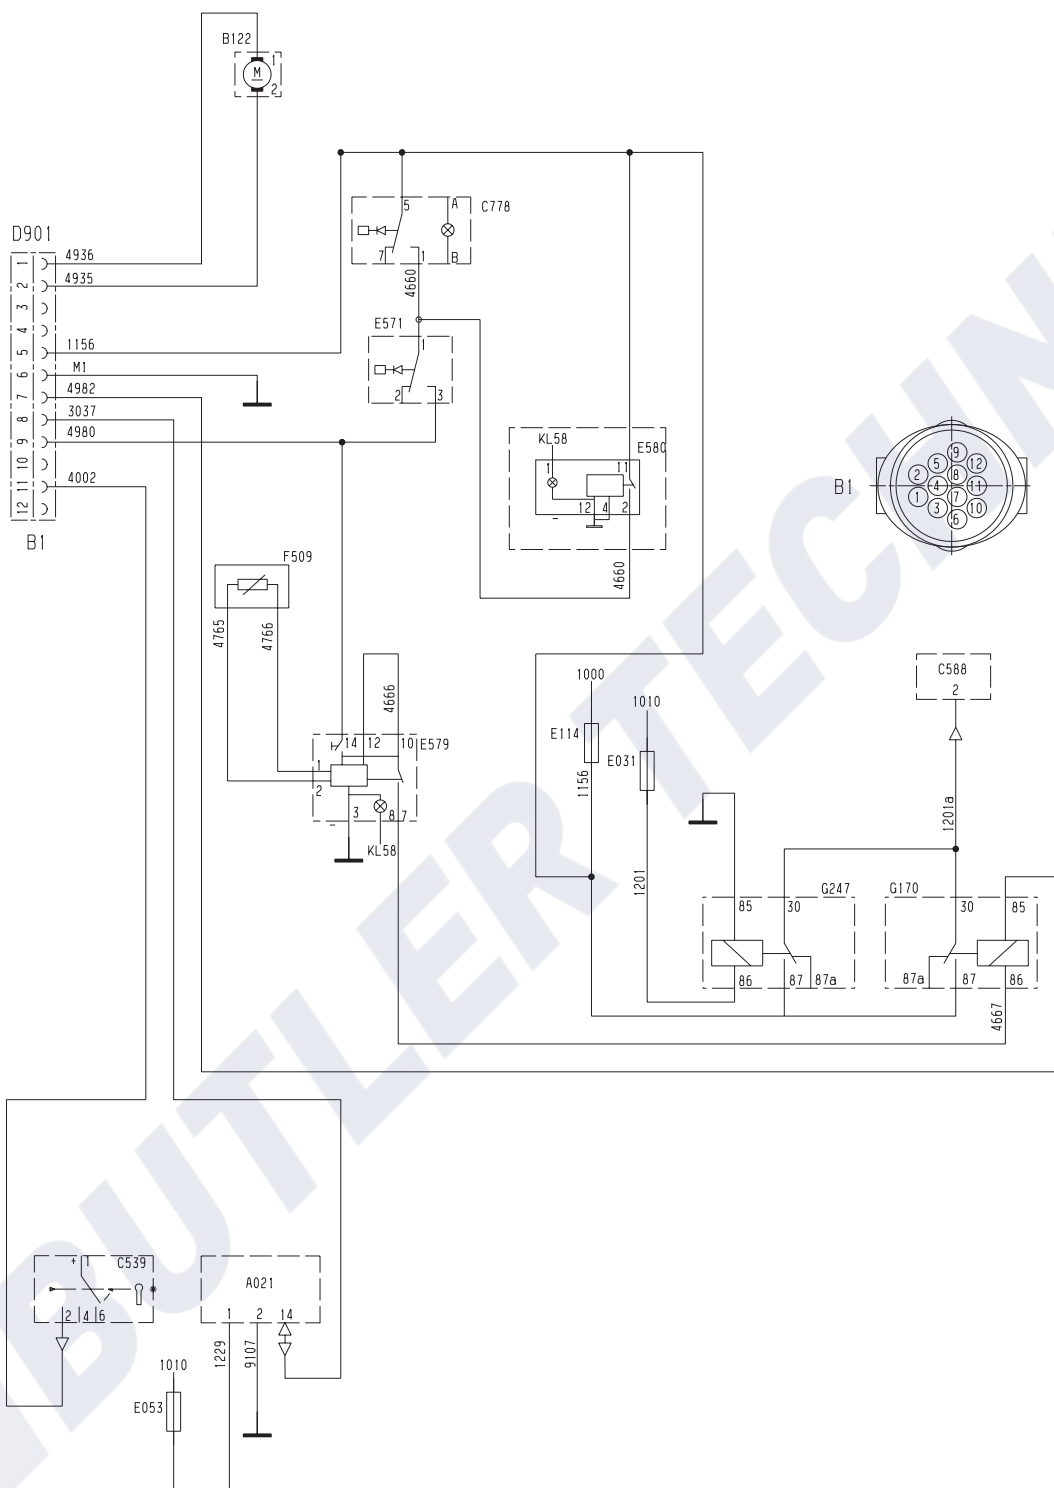 B122
1
M
2
D901
1 4936
2 4935
3
4
5 1156
6 M1
7 4982
8 3037
9 4980
10
11 4002
12
B1
5 A C778
7 1 B
4660
E571
1
2 3
KL58 E580
1 11
12 4 2
-
4660
B1
9
5 12
2 8
4 11
1 7
3 10
6
F509
4765 4766
4666
14 12 10 E579
1
2
3 8 7
-
KL58
1000
E114
1156
1010
E031
1201
C588
2
1201a
G247 G170
85 30 30 85
86 87 87a 87a 87 86
4667
+ 1 C539
2 4 6
*
A021
1 2 14
1229 9107
1010
E053
NBUTLER TECHN